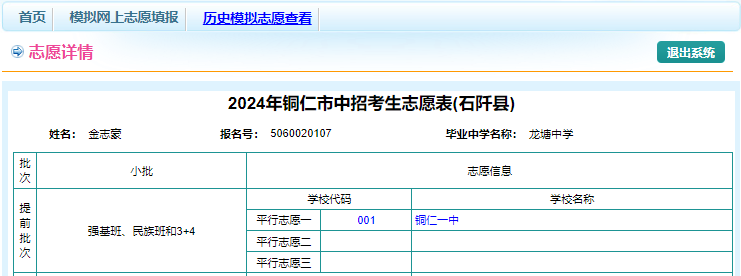 首页 模拟网上志愿填报 历史模拟志愿查看
志愿详情 退出系统
2024年铜仁市中招考生志愿表(石阡县)
姓名： 金志豪 报名号： 5060020107 毕业中学名称： 龙塘中学
批次 小批 志愿信息
提前批次 强基班、民族班和3+4 学校代码 学校名称
平行志愿一 001 铜仁一中
平行志愿二
平行志愿三